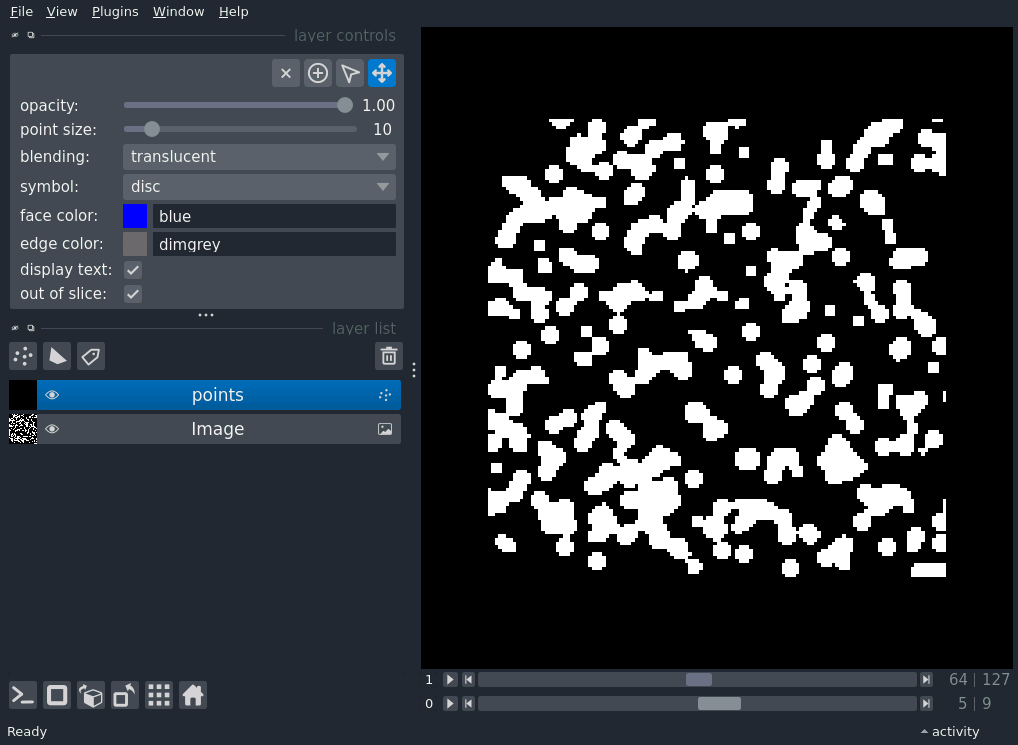 File View Plugins Window Help
layer controls
opacity: 1.00
point size: 10
blending: translucent
symbol: disc
face color: blue
edge color: dimgrey
display text:
out of slice:
layer list
points
Image
1 64 | 127
0 5 | 9
Ready activity